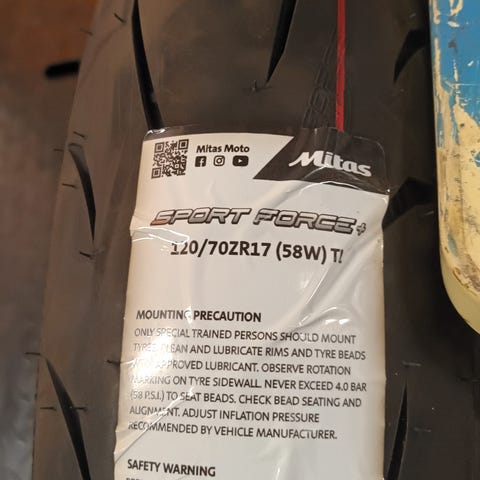 Mitas Moto
Mitas
SPORT FORCE+
120/70ZR17 (58W) TL
MOUNTING PRECAUTION
ONLY SPECIAL TRAINED PERSONS SHOULD MOUNT
TYRES. CLEAN AND LUBRICATE RIMS AND TYRE BEADS
WITH APPROVED LUBRICANT. OBSERVE ROTATION
MARKING ON TYRE SIDEWALL. NEVER EXCEED 4.0 BAR
(58 P.S.I.) TO SEAT BEADS. CHECK BEAD SEATING AND
ALIGNMENT. ADJUST INFLATION PRESSURE
RECOMMENDED BY VEHICLE MANUFACTURER.
SAFETY WARNING